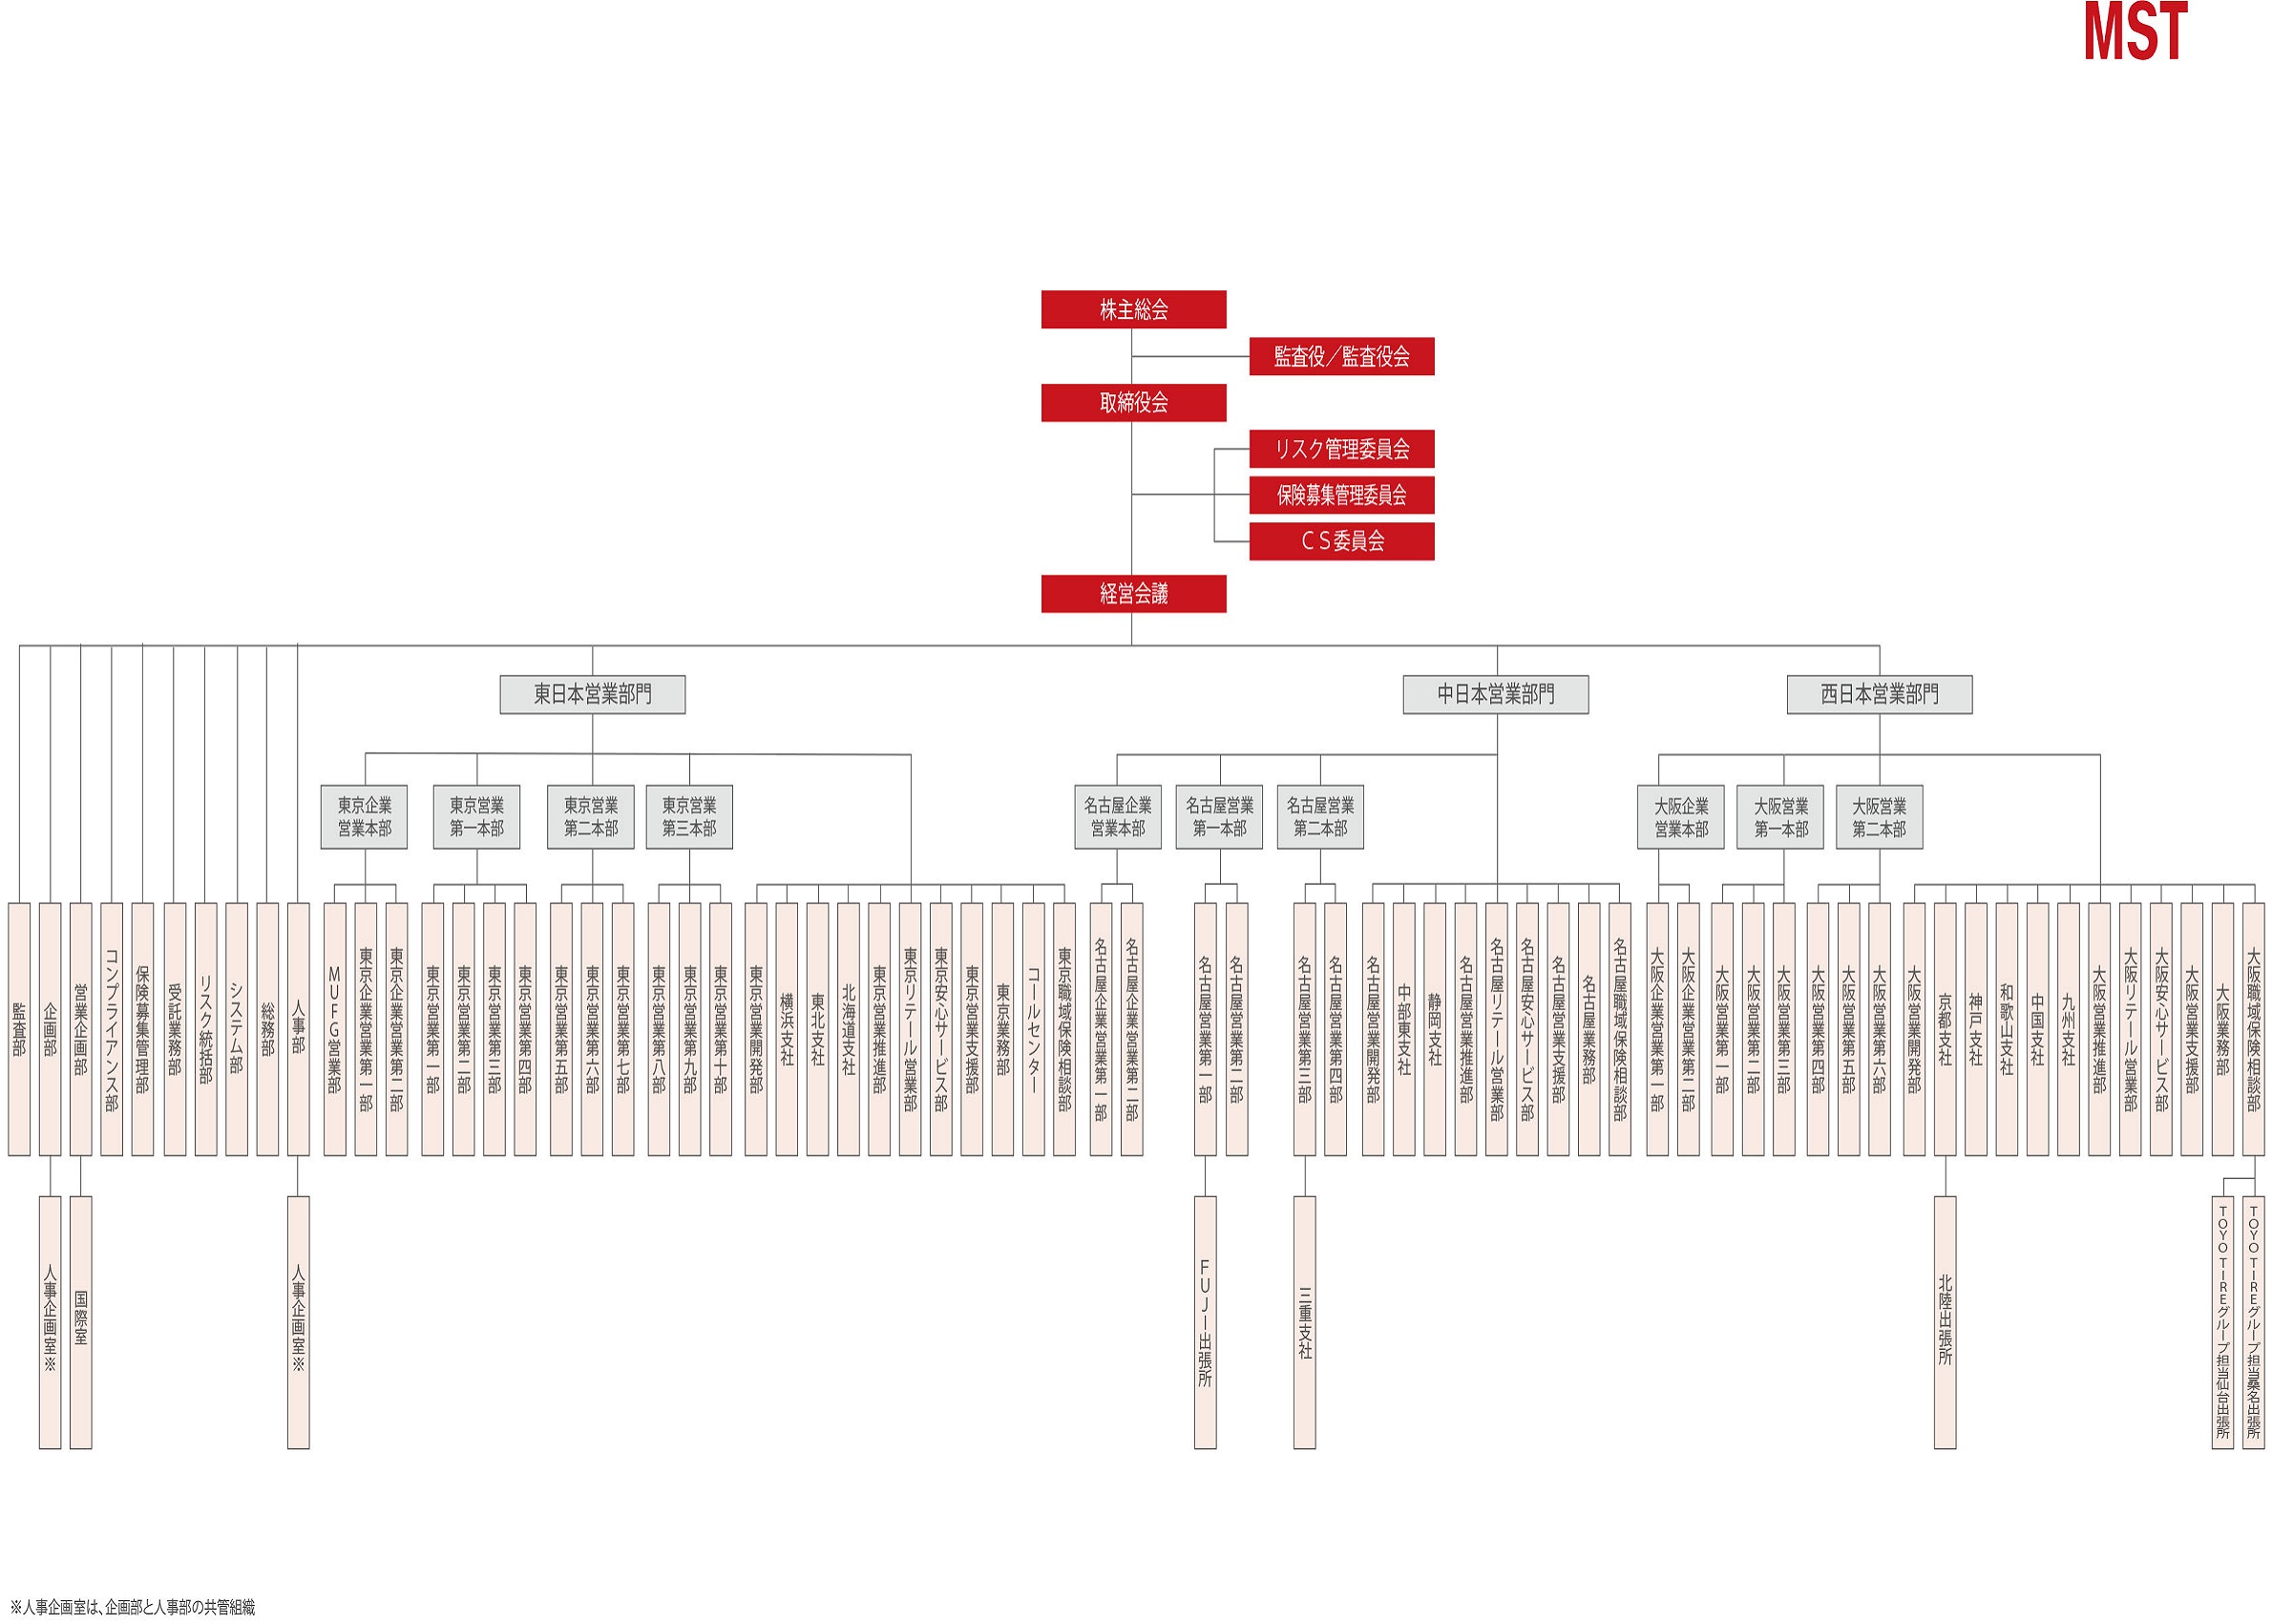 MST
株主総会
監査役／監査役会
取締役会
リスク管理委員会
保険募集管理委員会
ＣＳ委員会
経営会議
東日本営業部門
中日本営業部門
西日本営業部門
東京企業
営業本部
東京営業
第一本部
東京営業
第二本部
東京営業
第三本部
名古屋企業
営業本部
名古屋営業
第一本部
名古屋営業
第二本部
大阪企業
営業本部
大阪営業
第一本部
大阪営業
第二本部
監査部
企画部
営業企画部
コンプライアンス部
保険募集管理部
受託業務部
リスク統括部
システム部
総務部
人事部
ＭＵＦＧ営業部
東京企業営業第一部
東京企業営業第二部
東京営業第一部
東京営業第二部
東京営業第三部
東京営業第四部
東京営業第五部
東京営業第六部
東京営業第七部
東京営業第八部
東京営業第九部
東京営業第十部
東京営業開発部
横浜支社
東北支社
北海道支社
東京営業推進部
東京リテール営業部
東京安心サービス部
東京営業支援部
東京業務部
コールセンター
東京職域保険相談部
名古屋企業営業第一部
名古屋企業営業第二部
名古屋営業第一部
名古屋営業第二部
名古屋営業第三部
名古屋営業第四部
名古屋営業開発部
中部東支社
静岡支社
名古屋営業推進部
名古屋リテール営業部
名古屋安心サービス部
名古屋営業支援部
名古屋業務部
名古屋職域保険相談部
大阪企業営業第一部
大阪企業営業第二部
大阪営業第一部
大阪営業第二部
大阪営業第三部
大阪営業第四部
大阪営業第五部
大阪営業第六部
大阪営業開発部
京都支社
神戸支社
和歌山支社
中国支社
九州支社
大阪営業推進部
大阪リテール営業部
大阪安心サービス部
大阪営業支援部
大阪業務部
大阪職域保険相談部
人事企画室※
国際室
人事企画室※
ＦＵＪＩ出張所
三重支社
北陸出張所
TOYO TIREグループ担当仙台出張所
TOYO TIREグループ担当桑名出張所
※人事企画室は、企画部と人事部の共管組織